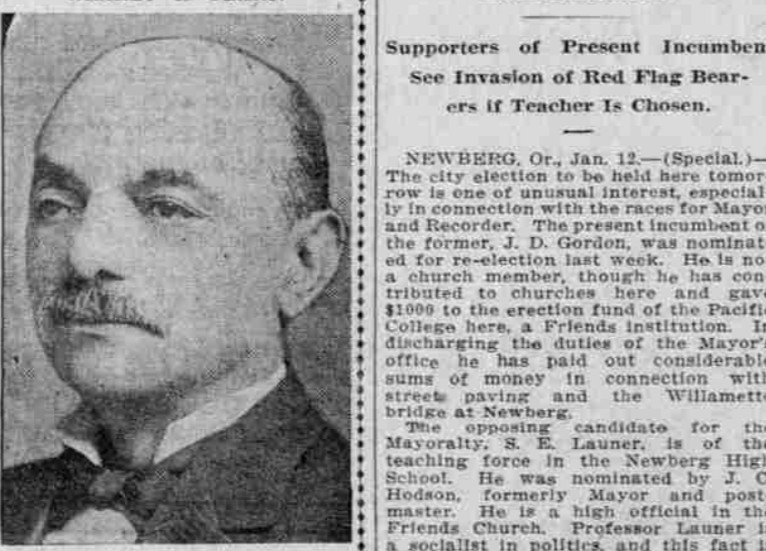 Supporters of Present Incumben
See Invasion of Red Flag Bear-
ers if Teacher Is Chosen.
NEWBERG, Or., Jan. 12.—(Special.)—
The city election to be held here tomor-
row is one of unusual interest, especial-
ly in connection with the races for Mayor
and Recorder. The present incumbent of
the former, J. D. Gordon, was nominat-
ed for re-election last week. He is no
a church member, though he has con-
tributed to churches here and gave
$1000 to the erection fund of the Pacific
College here, a Friends institution. In
discharging the duties of the Mayor's
office he has paid out considerable
sums of money in connection with
streets paving and the Willamette
bridge at Newberg.
The opposing candidate for the
Mayoralty, S. E. Launer, is of the
teaching force in the Newberg High
School. He was nominated by J. C.
Hodson, formerly Mayor and post-
master. He is a high official in the
Friends Church. Professor Launer is
a socialist in politics, and this fact is